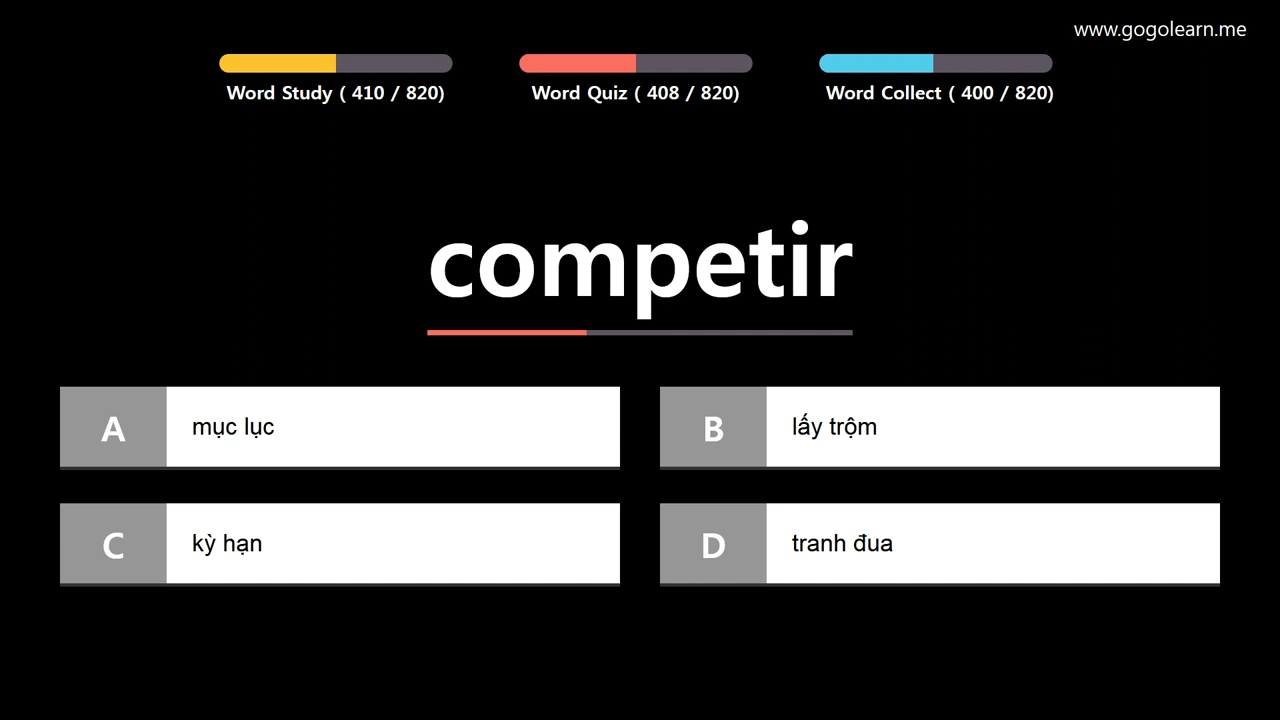 www.gogolearn.me
Word Study ( 410 / 820)
Word Quiz ( 408 / 820)
Word Collect ( 400 / 820)
competir
A
mục lục
B
lấy trộm
C
kỳ hạn
D
tranh đua